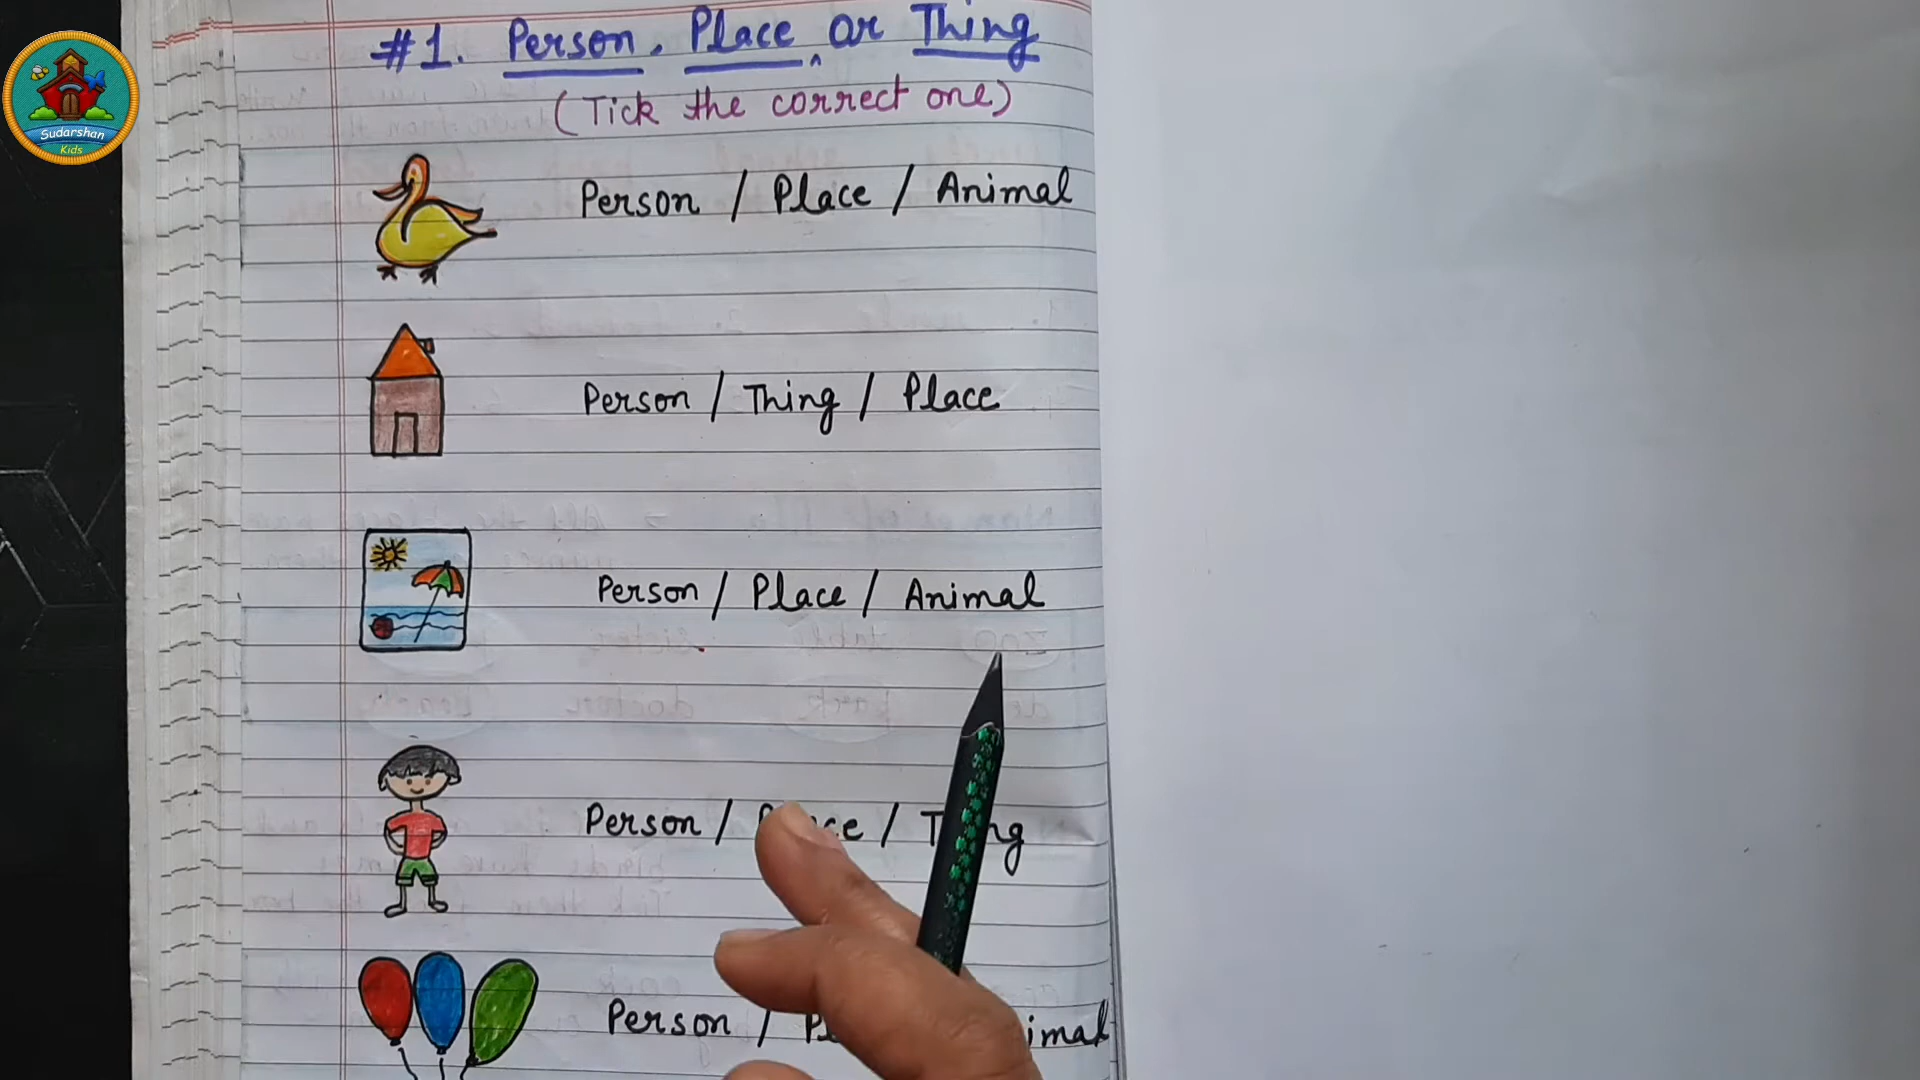 #1. Person, Place, or Thing
(Tick the correct one)
Sudarshan
Kids
Person / Place / Animal
Person / Thing / Place
Person / Place / Animal
Person / / Thing
Person /